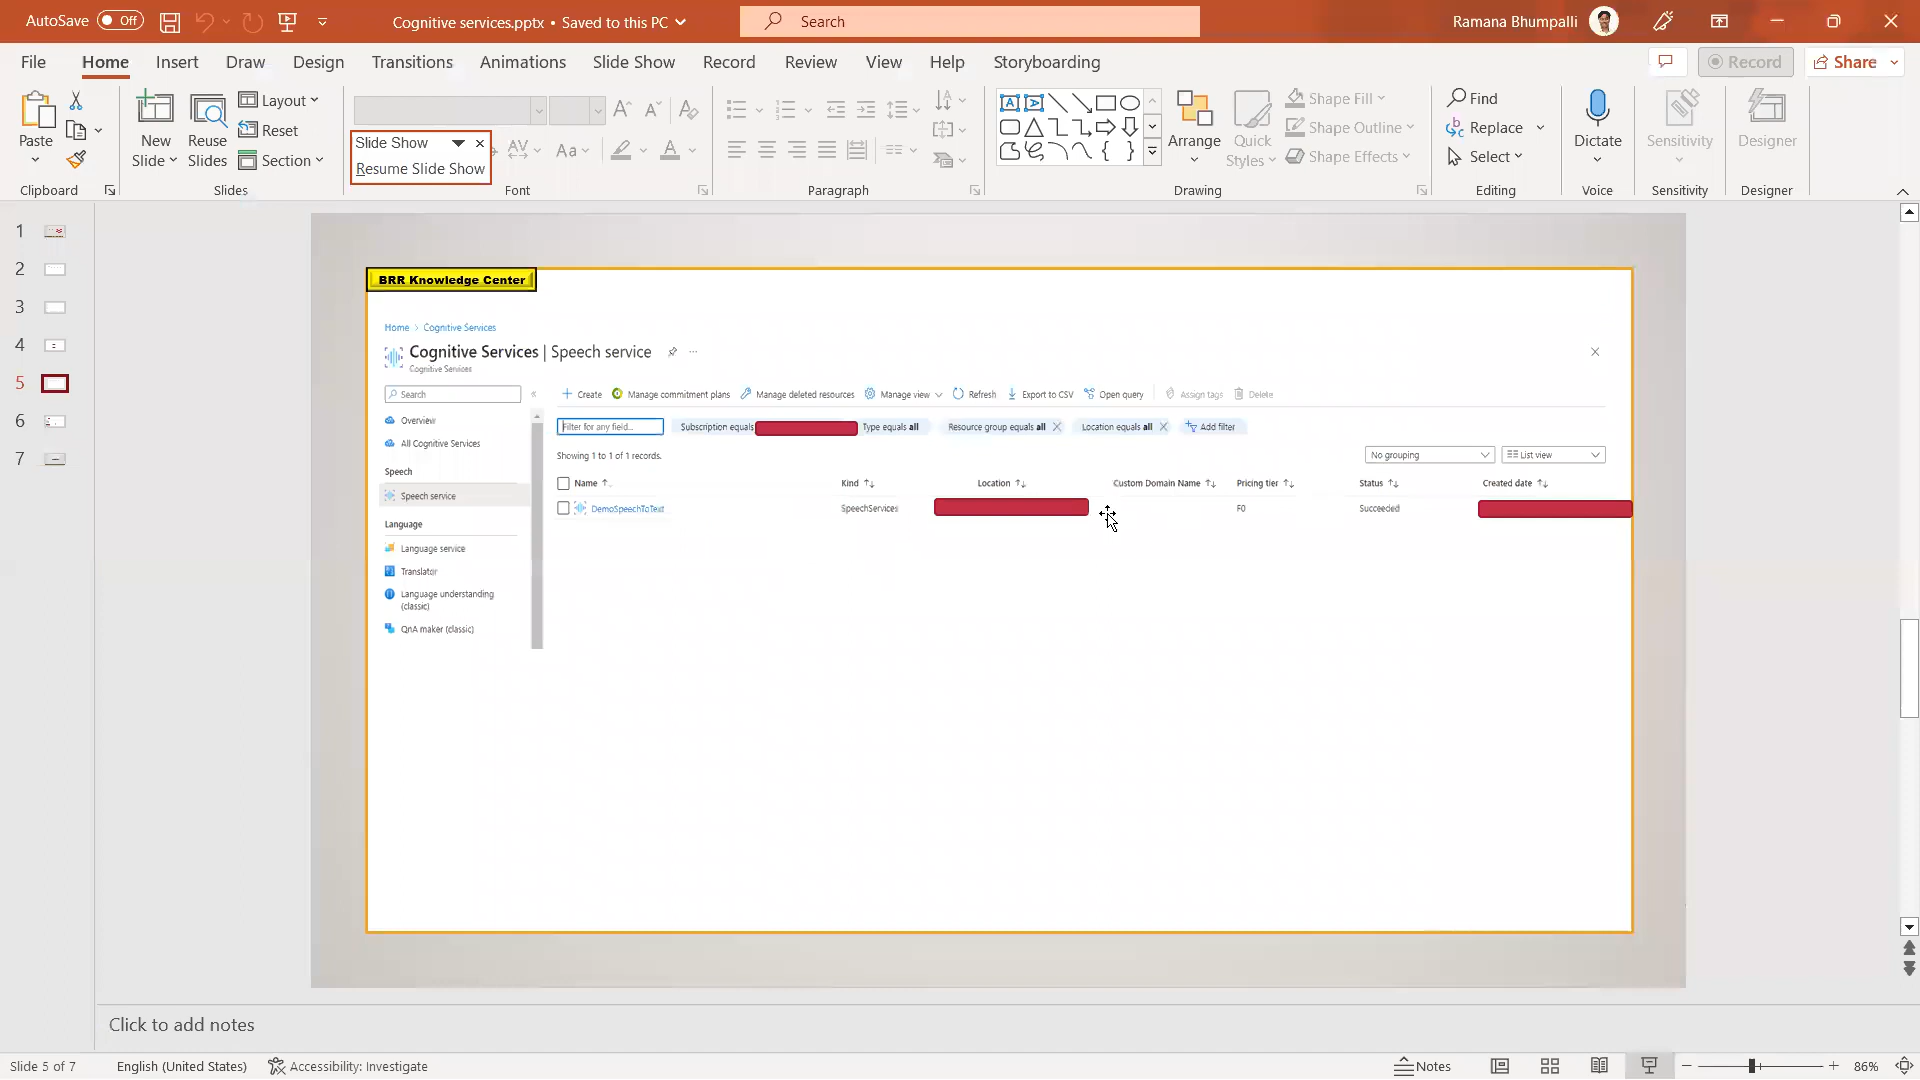 AutoSave Off
Cognitive services.pptx • Saved to this PC
Search
Ramana Bhumpalli
File Home Insert Draw Design Transitions Animations Slide Show Record Review View Help Storyboarding
Record
Share
Paste
New Slide
Reuse Slides
Layout
Reset
Section
Slide Show
Resume Slide Show
Aa
Arrange
Quick Styles
Shape Fill
Shape Outline
Shape Effects
Find
Replace
Select
Dictate
Sensitivity
Designer
Clipboard Slides Font Paragraph Drawing Editing Voice Sensitivity Designer
1
2
3
4
5
6
7
BRR Knowledge Center
Home > Cognitive Services
Cognitive Services | Speech service
Cognitive Services
Search
Create Manage commitment plans Manage deleted resources Manage view Refresh Export to CSV Open query Assign tags Delete
Overview
All Cognitive Services
Speech
Speech service
Language
Language service
Translator
Language understanding
(classic)
QnA maker (classic)
Filter for any field... Subscription equals Type equals all Resource group equals all Location equals all Add filter
Showing 1 to 1 of 1 records.
No grouping List view
Name Kind Location Custom Domain Name Pricing tier Status Created date
DemoSpeechToText SpeechServices F0 Succeeded
Click to add notes
Slide 5 of 7 English (United States) Accessibility: Investigate Notes 86%